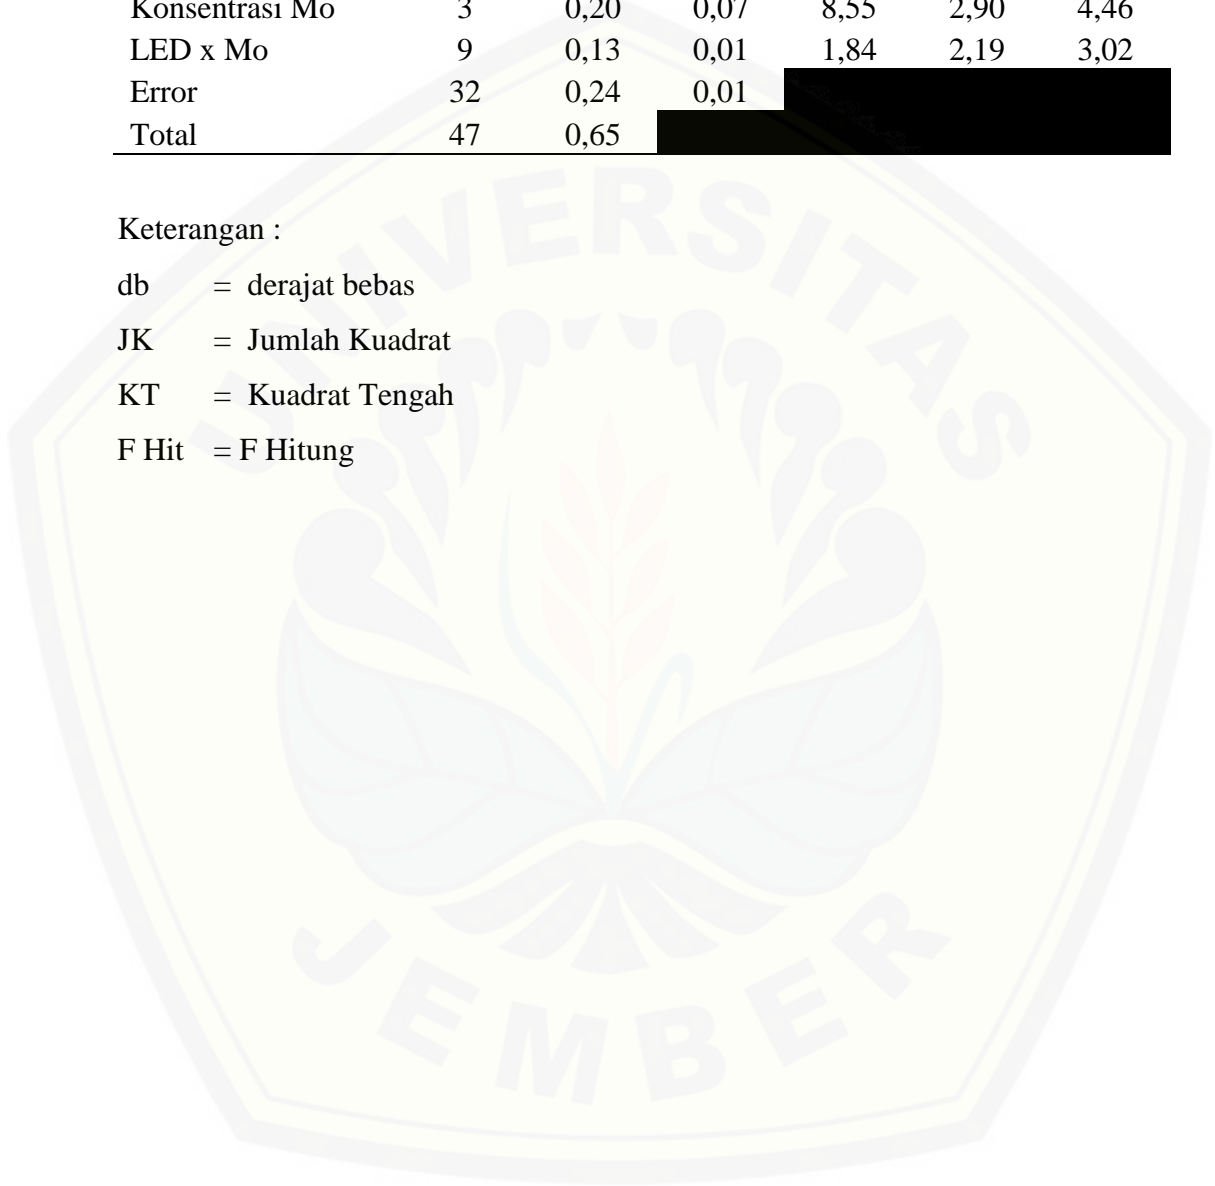 Konsentrasi Mo 3 0,20 0,07 8,55 2,90 4,46
LED x Mo 9 0,13 0,01 1,84 2,19 3,02
Error 32 0,24 0,01
Total 47 0,65
Keterangan :
db = derajat bebas
JK = Jumlah Kuadrat
KT = Kuadrat Tengah
F Hit = F Hitung
UNIVERSITAS
JEMBER